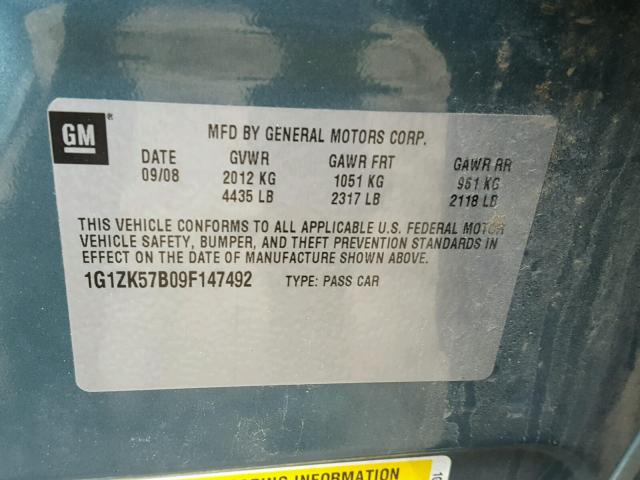 GM®
MFD BY GENERAL MOTORS CORP.
DATE GVWR GAWR FRT GAWR RR
09/08 2012 KG 1051 KG 961 KG
4435 LB 2317 LB 2118 LB
THIS VEHICLE CONFORMS TO ALL APPLICABLE U.S. FEDERAL MOTOR
VEHICLE SAFETY, BUMPER, AND THEFT PREVENTION STANDARDS IN
EFFECT ON THE DATE OF MANUFACTURE SHOWN ABOVE.
1G1ZK57B09F147492 TYPE: PASS CAR
INFORMATION